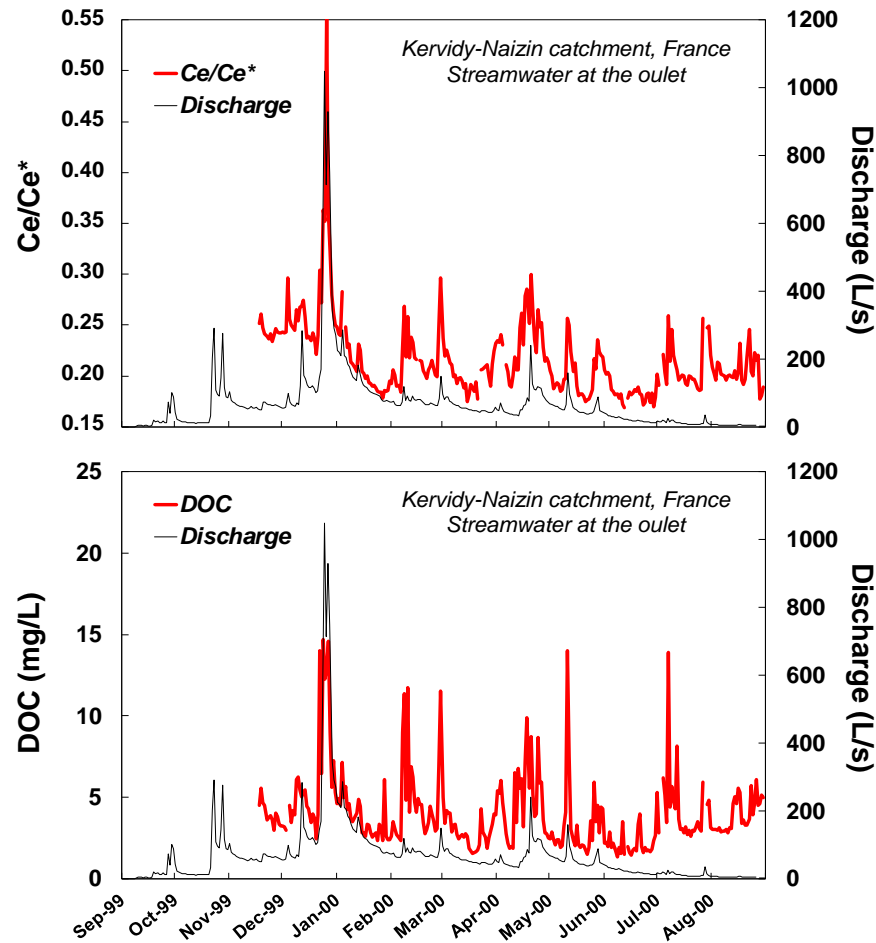 0.55
0.50
0.45
0.40
0.35
0.30
0.25
0.20
0.15
Ce/Ce*
Ce/Ce*
Discharge
Kervidy-Naizin catchment, France
Streamwater at the oulet
1200
1000
800
600
400
200
0
Discharge (L/s)
25
20
15
10
5
0
DOC (mg/L)
DOC
Discharge
Kervidy-Naizin catchment, France
Streamwater at the oulet
1200
1000
800
600
400
200
0
Discharge (L/s)
Sep-99
Oct-99
Nov-99
Dec-99
Jan-00
Feb-00
Mar-00
Apr-00
May-00
Jun-00
Jul-00
Aug-00